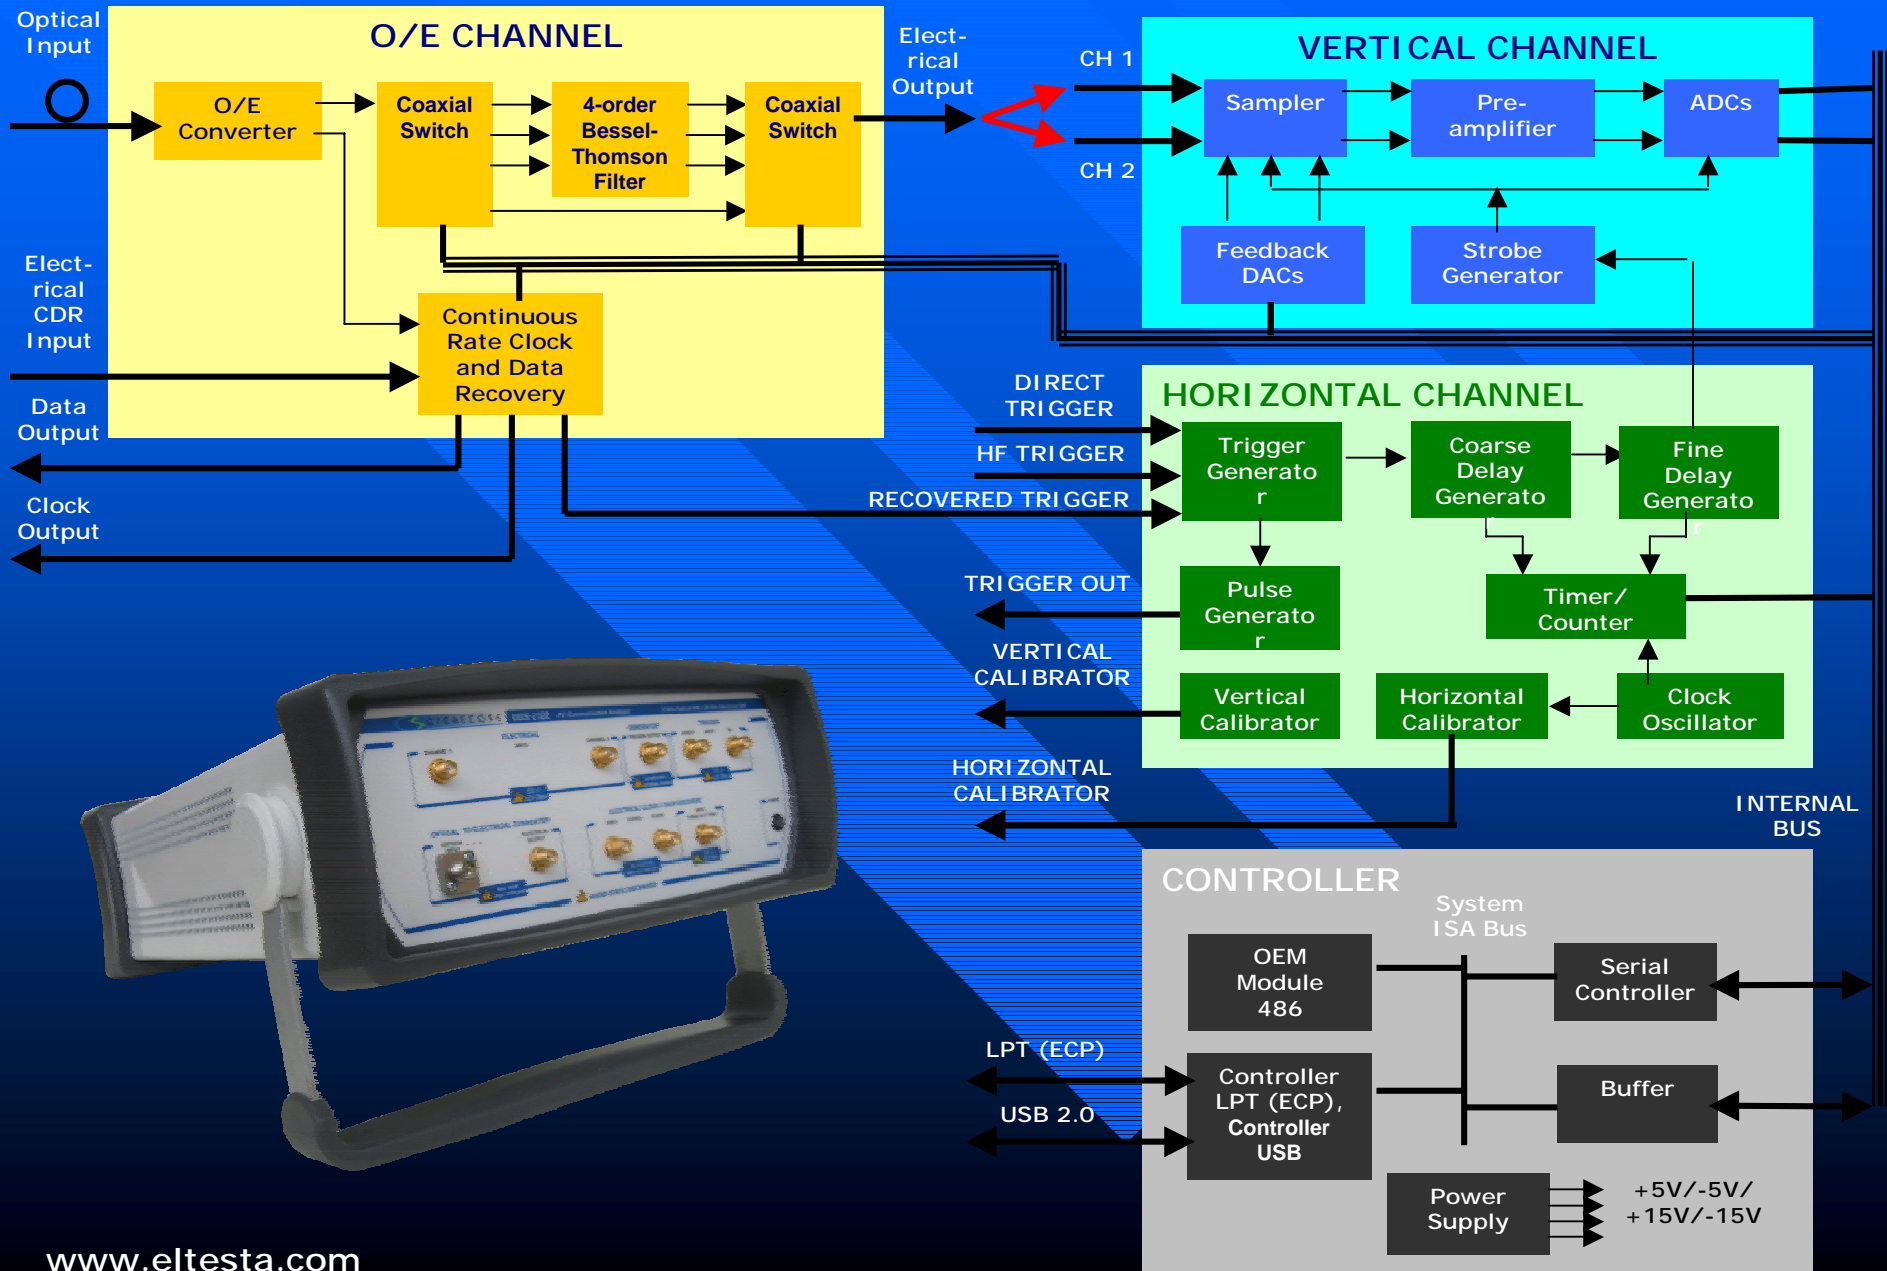 Optical
Input
O/E CHANNEL
O/E
Converter
Coaxial
Switch
4-order
Bessel-
Thomson
Filter
Coaxial
Switch
Elect-
rical
Output
Elect-
rical
CDR
Input
Continuous
Rate Clock
and Data
Recovery
Data
Output
Clock
Output
CH 1
CH 2
VERTICAL CHANNEL
Sampler
Pre-
amplifier
ADCs
Feedback
DACs
Strobe
Generator
DIRECT
TRIGGER
HF TRIGGER
RECOVERED TRIGGER
HORIZONTAL CHANNEL
Trigger
Generato
r
Coarse
Delay
Generato
r
Fine
Delay
Generato
r
TRIGGER OUT
Pulse
Generato
r
Timer/
Counter
VERTICAL
CALIBRATOR
Vertical
Calibrator
Horizontal
Calibrator
Clock
Oscillator
HORIZONTAL
CALIBRATOR
INTERNAL
BUS
CONTROLLER
System
ISA Bus
OEM
Module
486
Serial
Controller
LPT (ECP)
USB 2.0
Controller
LPT (ECP),
Controller
USB
Buffer
Power
Supply
+5V/-5V/
+15V/-15V
www.eltesta.com